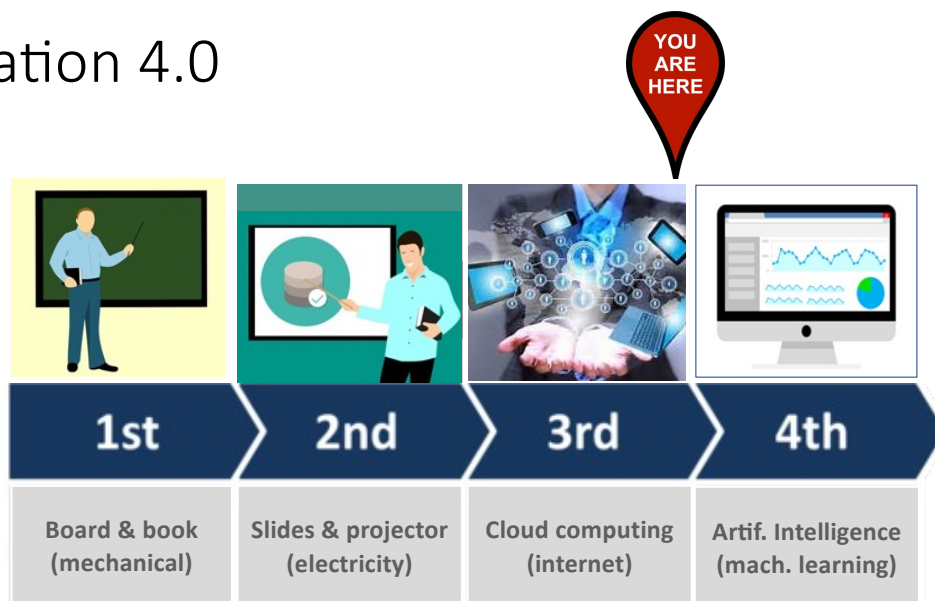 ation 4.0
YOU
ARE
HERE
1st
2nd
3rd
4th
Board & book
(mechanical)
Slides & projector
(electricity)
Cloud computing
(internet)
Artif. Intelligence
(mach. learning)